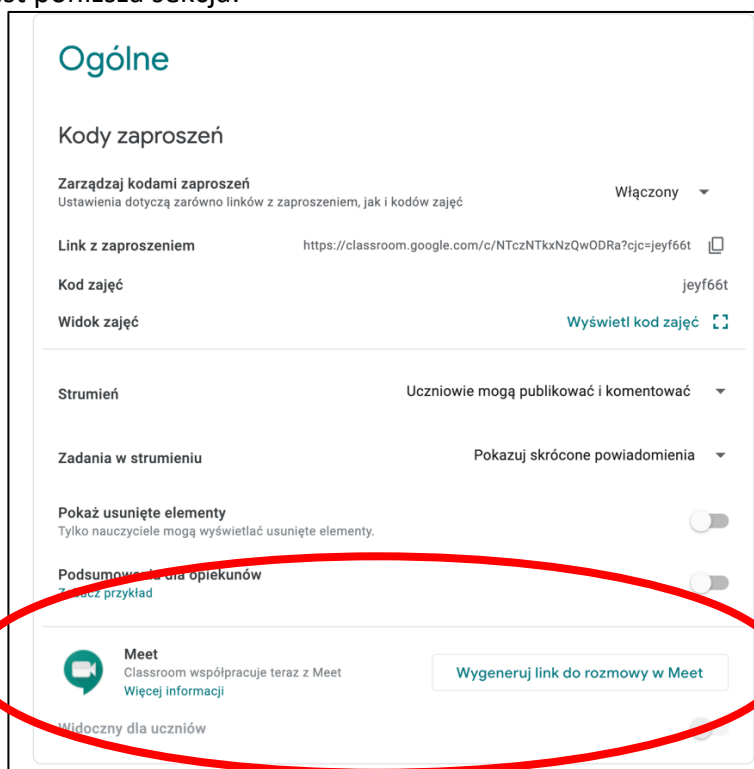 Ogólne
Kody zaproszeń
Zarządzaj kodami zaproszeń
Ustawienia dotyczą zarówno linków z zaproszeniem, jak i kodów zajęć
Włączony
Link z zaproszeniem https://classroom.google.com/c/NTczNTkxNzQwODRa?cjc=jeyf66t
Kod zajęć jeyf66t
Widok zajęć Wyświetl kod zajęć
Strumień Uczniowie mogą publikować i komentować
Zadania w strumieniu Pokazuj skrócone powiadomienia
Pokaż usunięte elementy
Tylko nauczyciele mogą wyświetlać usunięte elementy.
Podsumowania dla opiekunów
Zobacz przykład
Meet
Classroom współpracuje teraz z Meet
Więcej informacji
Wygeneruj link do rozmowy w Meet
Widoczny dla uczniów